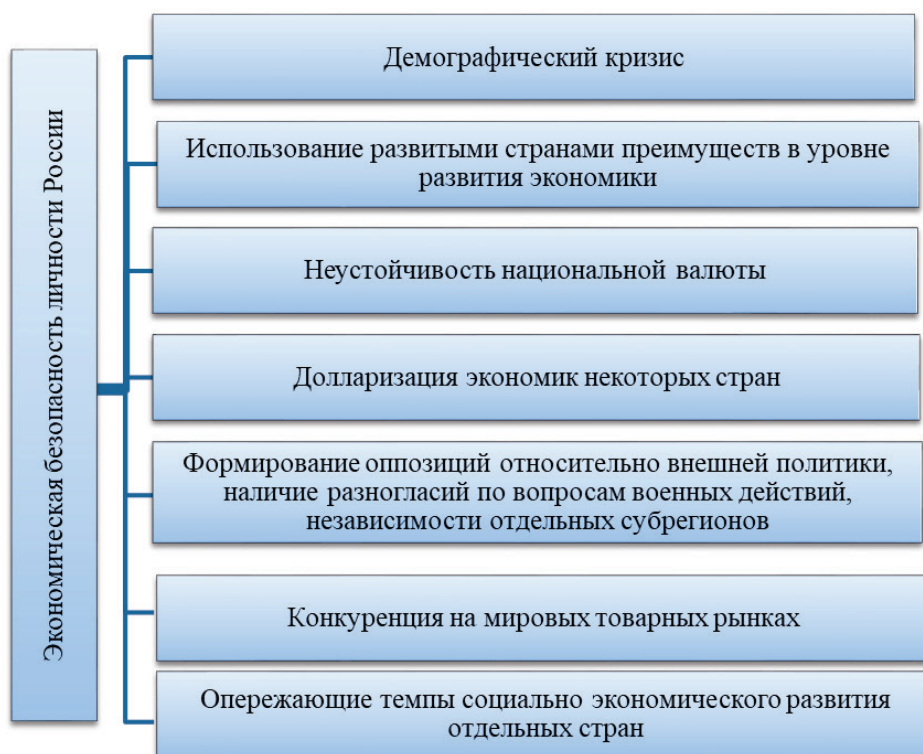 Экономическая безопасность личности России
Демографический кризис
Использование развитыми странами преимуществ в уровне
развития экономики
Неустойчивость национальной валюты
Долларизация экономик некоторых стран
Формирование оппозиций относительно внешней политики,
наличие разногласий по вопросам военных действий,
независимости отдельных субрегионов
Конкуренция на мировых товарных рынках
Опережающие темпы социально экономического развития
отдельных стран